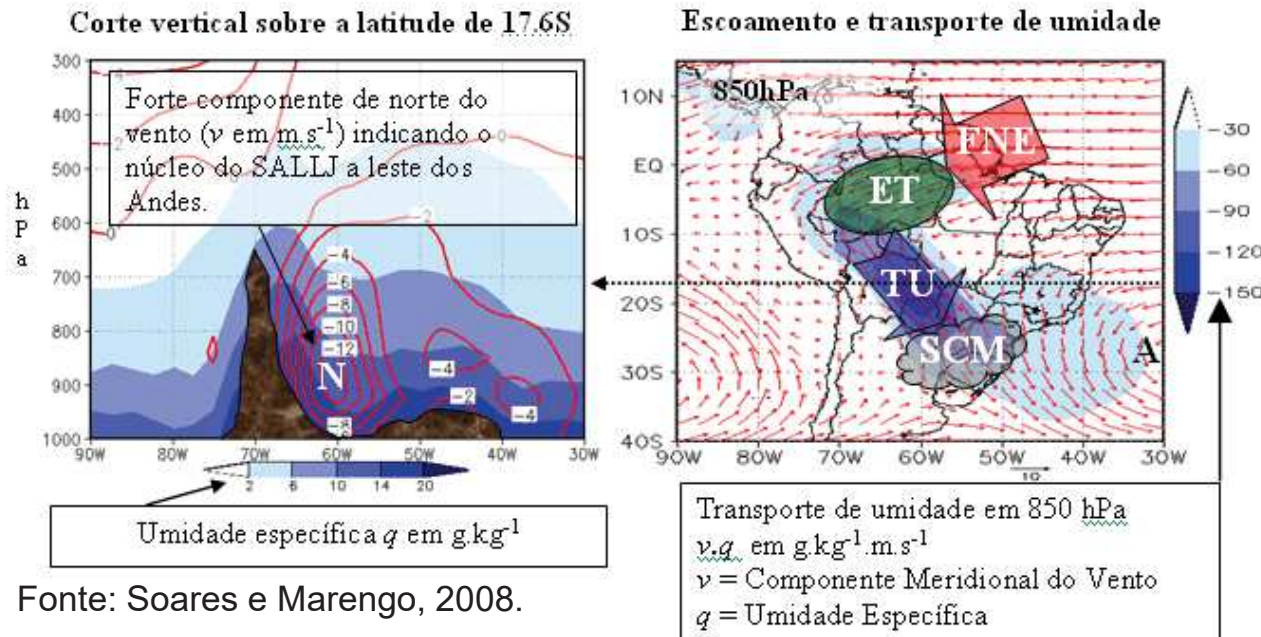 Corte vertical sobre a latitude de 17.6S
Escoamento e transporte de umidade
Forte componente de norte do
vento (v em m.s-1) indicando o
núcleo do SALLJ a leste dos
Andes.
hPa
300
400
500
600
700
800
900
1000
0
-2
-4
-6
-8
-10
-12
N
-4
-2
-4
-8
90W 80W 70W 60W 50W 40W 30W
2 6 10 14 20
Umidade específica q em g.kg-1
850hPa
10N
EQ
10S
20S
30S
40S
FNE
ET
TU
SCM
A
90W 80W 70W 60W 50W 40W 30W
10
-30
-60
-90
-120
-150
Transporte de umidade em 850 hPa
v.q em g.kg-1.m.s-1
v = Componente Meridional do Vento
q = Umidade Específica
Fonte: Soares e Marengo, 2008.